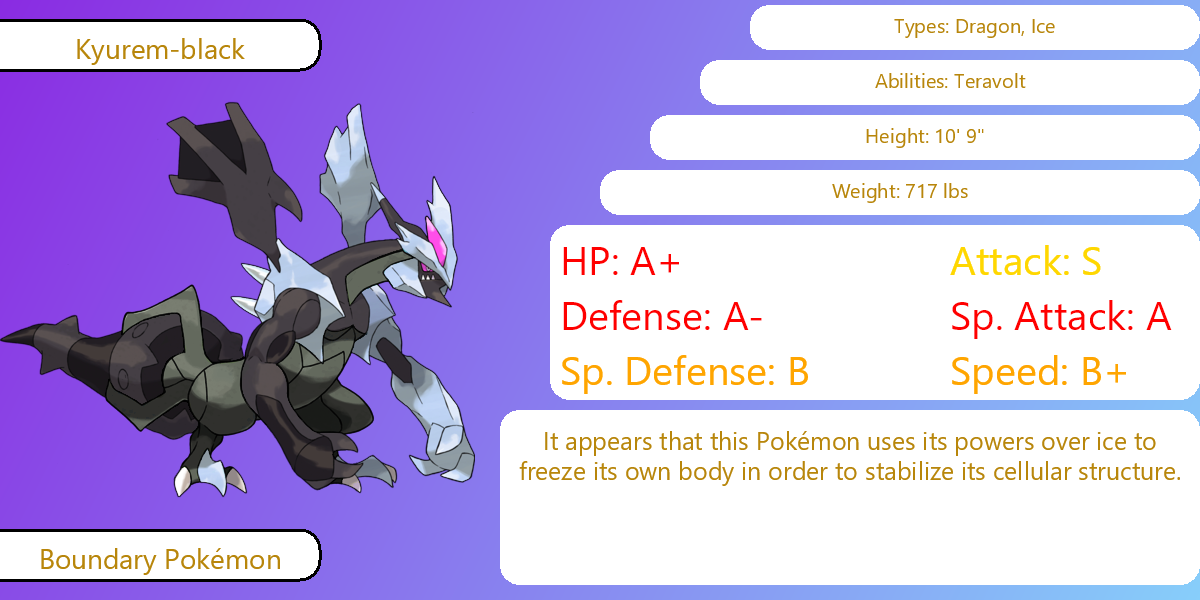 Kyurem-black
Types: Dragon, Ice
Abilities: Teravolt
Height: 10' 9"
Weight: 717 lbs
HP: A+
Attack: S
Defense: A-
Sp. Attack: A
Sp. Defense: B
Speed: B+
It appears that this Pokémon uses its powers over ice to
freeze its own body in order to stabilize its cellular structure.
Boundary Pokémon